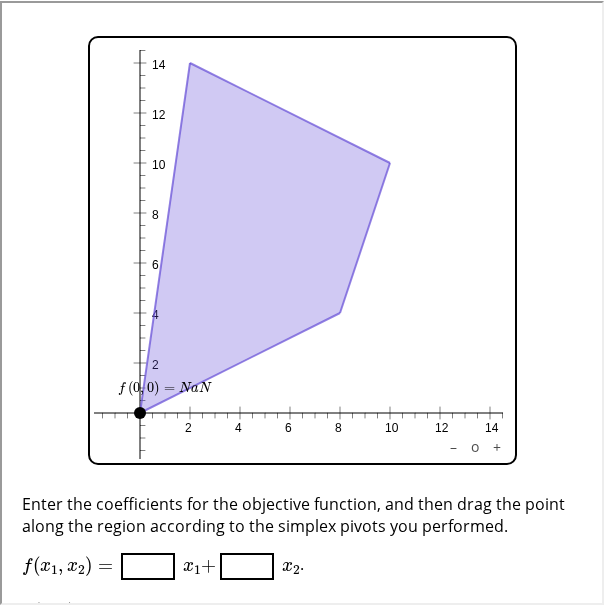 14
12
10
8
6
4
2
f(0, 0) = NaN
2 4 6 8 10 12 14
− o +
Enter the coefficients for the objective function, and then drag the point
along the region according to the simplex pivots you performed.
f(x₁, x₂) = x₁+ x₂.